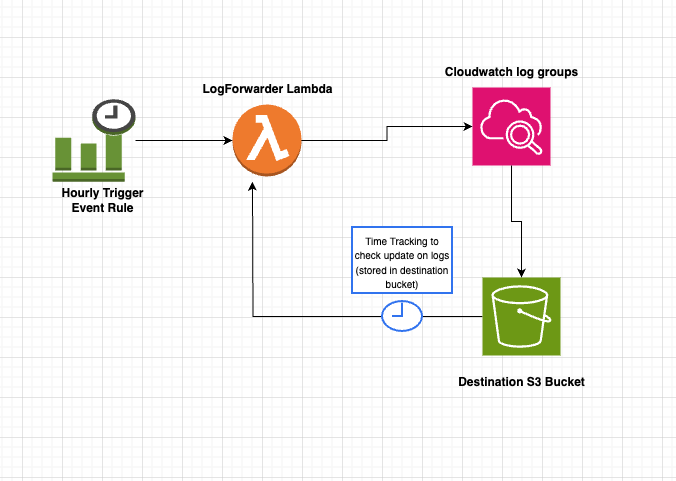 Cloudwatch log groups
LogForwarder Lambda
Hourly Trigger
Event Rule
Time Tracking to
check update on logs
(stored in destination
bucket)
Destination S3 Bucket